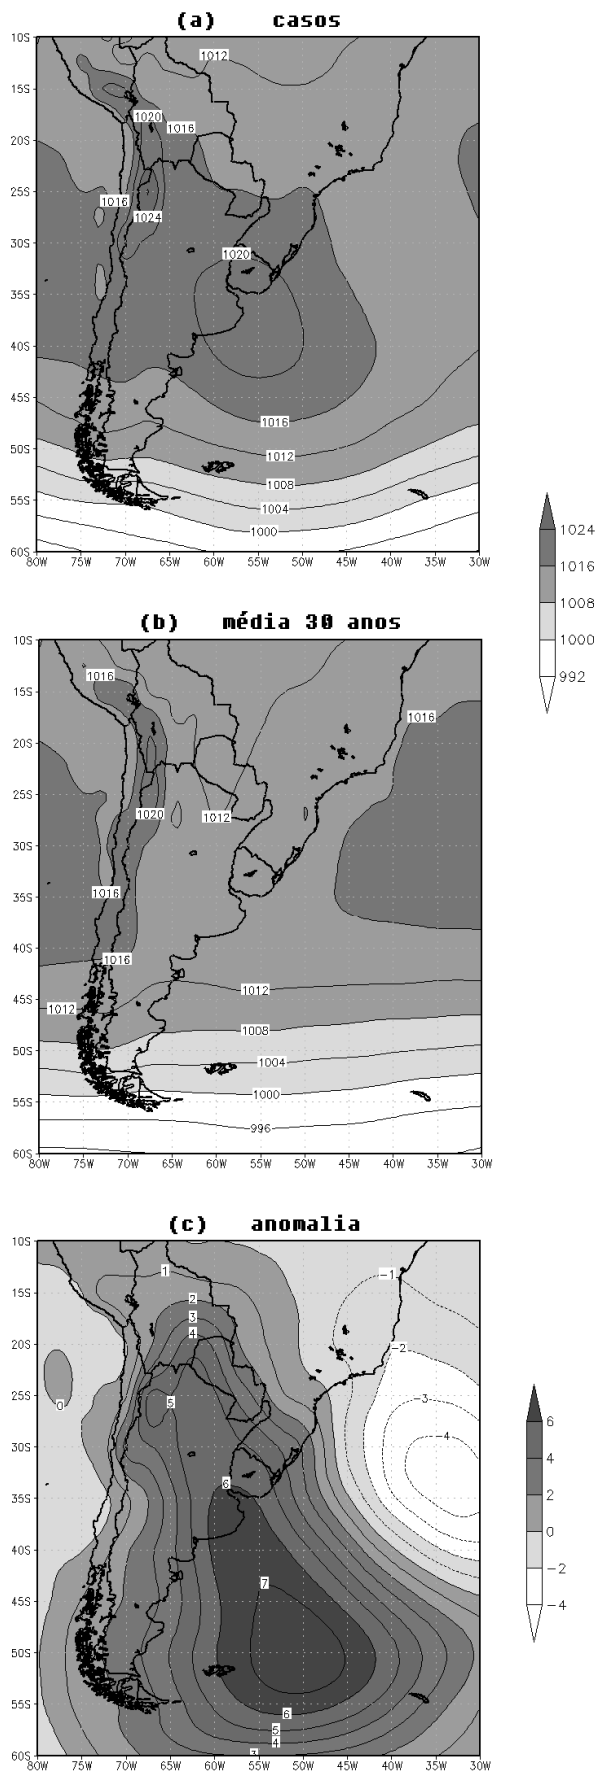 (a) casos
10S
1012
15S
1020
1016
20S
25S
1016
1024
30S
1020
35S
40S
45S
1016
50S
1012
1008
55S
1004
1000
60S
80W 75W 70W 65W 60W 55W 50W 45W 40W 35W 30W
1024
1016
1008
1000
992
(b) média 30 anos
10S
1016
15S
1016
20S
25S
1020
1012
30S
1016
35S
40S
1016
1012
45S
1012
1008
50S
1004
1000
55S
996
60S
80W 75W 70W 65W 60W 55W 50W 45W 40W 35W 30W
(c) anomalia
10S
1
-1
15S
2
3
20S
4
-2
25S
0
5
-3
30S
-4
6
35S
40S
7
45S
50S
55S
6
5
4
60S
3
80W 75W 70W 65W 60W 55W 50W 45W 40W 35W 30W
6
4
2
0
-2
-4